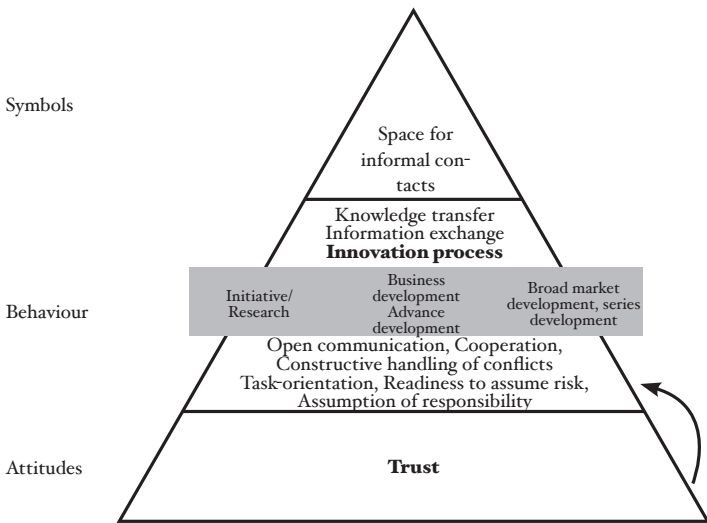 Symbols
Space for
informal con-
tacts
Knowledge transfer
Information exchange
Innovation process
Behaviour
Initiative/
Research
Business
development
Advance
development
Broad market
development, series
development
Open communication, Cooperation,
Constructive handling of conflicts
Task-orientation, Readiness to assume risk,
Assumption of responsibility
Attitudes
Trust